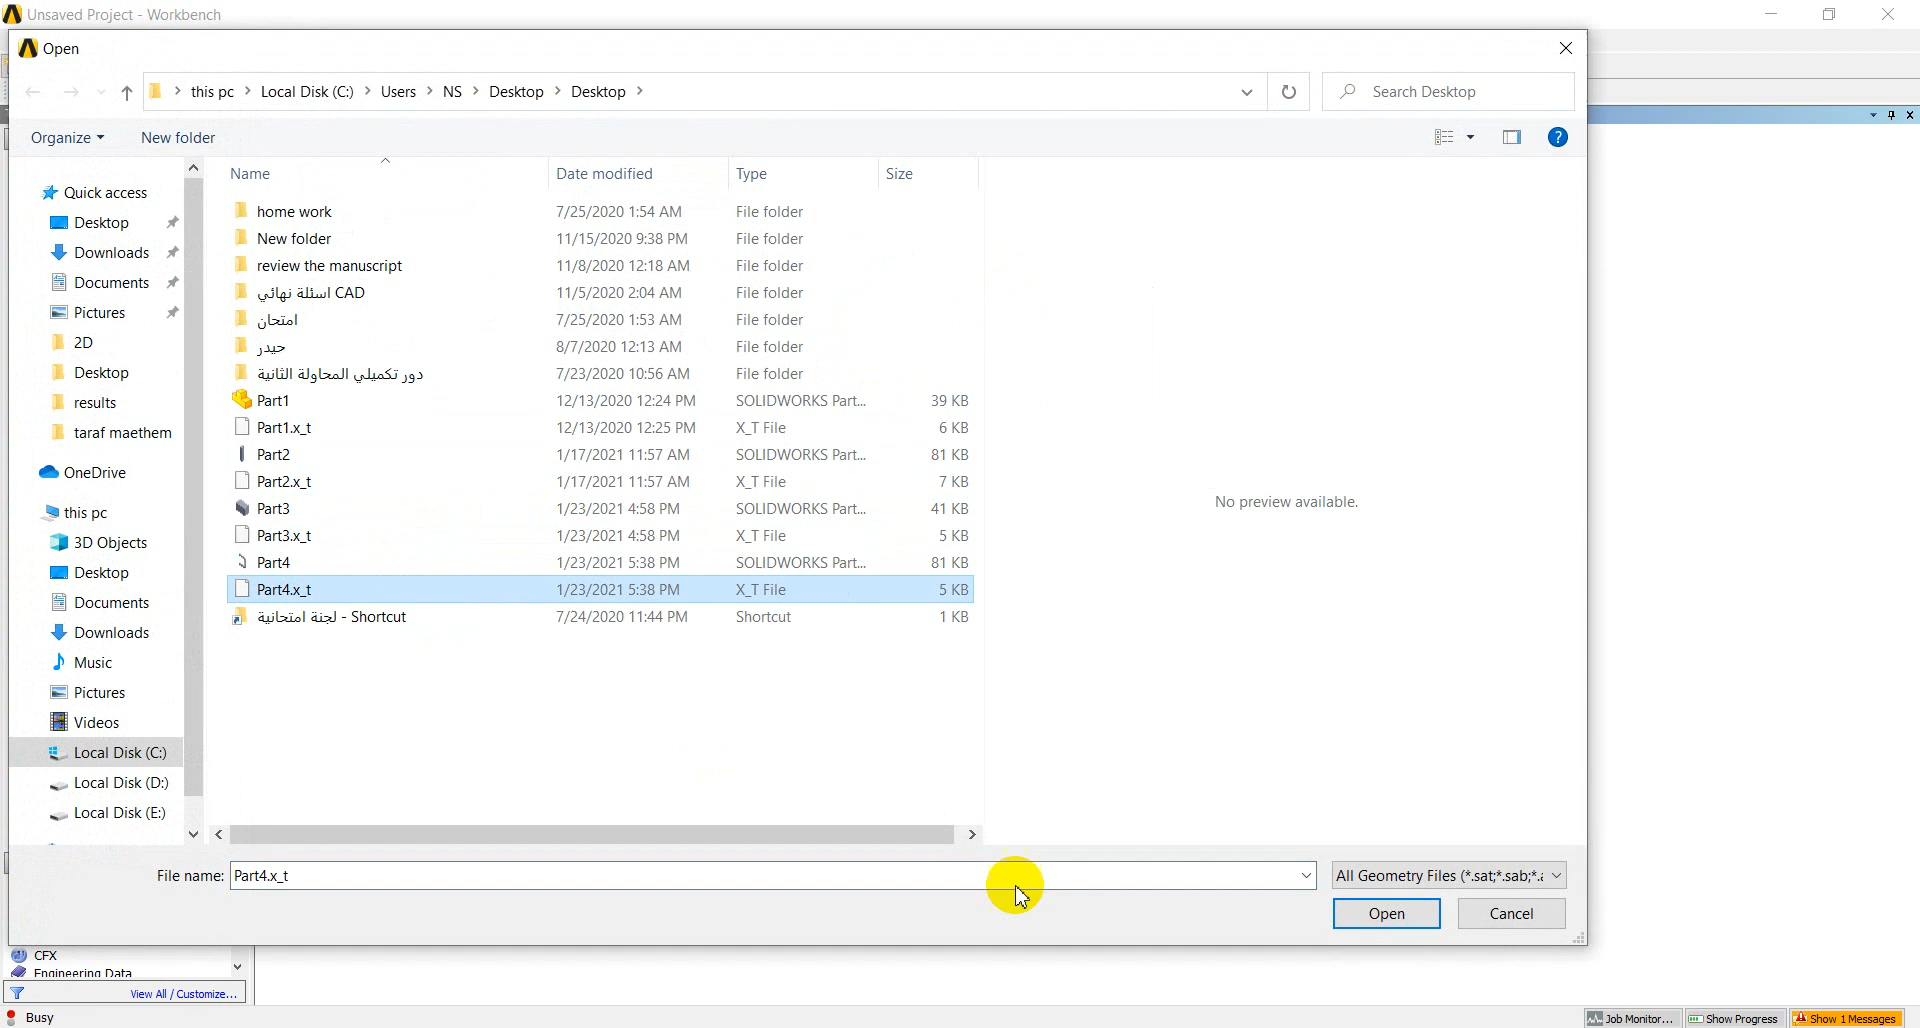 Unsaved Project - Workbench
Open
this pc > Local Disk (C:) > Users > NS > Desktop > Desktop >
Search Desktop
Organize
New folder
Name Date modified Type Size
Quick access
Desktop
Downloads
Documents
Pictures
2D
Desktop
results
taraf maethem
OneDrive
this pc
3D Objects
Desktop
Documents
Downloads
Music
Pictures
Videos
Local Disk (C:)
Local Disk (D:)
Local Disk (E:)
home work 7/25/2020 1:54 AM File folder
New folder 11/15/2020 9:38 PM File folder
review the manuscript 11/8/2020 12:18 AM File folder
اسئلة نهائي CAD 11/5/2020 2:04 AM File folder
امتحان 7/25/2020 1:53 AM File folder
حيدر 8/7/2020 12:13 AM File folder
دور تكميلي المحاولة الثانية 7/23/2020 10:56 AM File folder
Part1 12/13/2020 12:24 PM SOLIDWORKS Part... 39 KB
Part1.x_t 12/13/2020 12:25 PM X_T File 6 KB
Part2 1/17/2021 11:57 AM SOLIDWORKS Part... 81 KB
Part2.x_t 1/17/2021 11:57 AM X_T File 7 KB
Part3 1/23/2021 4:58 PM SOLIDWORKS Part... 41 KB
Part3.x_t 1/23/2021 4:58 PM X_T File 5 KB
Part4 1/23/2021 5:38 PM SOLIDWORKS Part... 81 KB
Part4.x_t 1/23/2021 5:38 PM X_T File 5 KB
لجنة امتحانية - Shortcut 7/24/2020 11:44 PM Shortcut 1 KB
No preview available.
File name: Part4.x_t
All Geometry Files (*.sat;*.sab;*.a
Open
Cancel
CFX
Engineering Data
View All / Customize...
Busy
Job Monitor...
Show Progress
Show 1 Messages